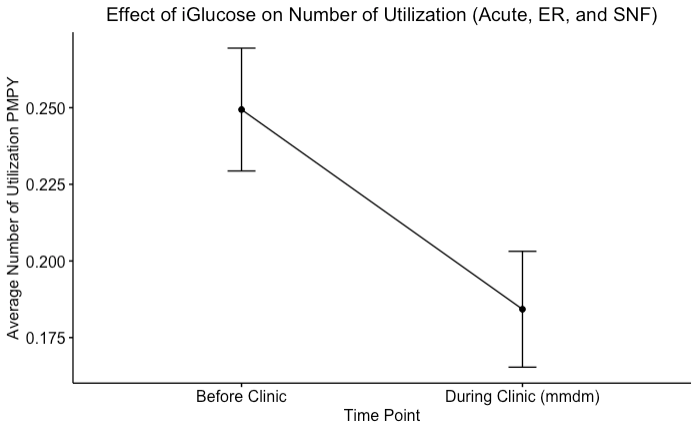 Effect of iGlucose on Number of Utilization (Acute, ER, and SNF)
Average Number of Utilization PMPY
0.250
0.225
0.200
0.175
Before Clinic
During Clinic (mmdm)
Time Point